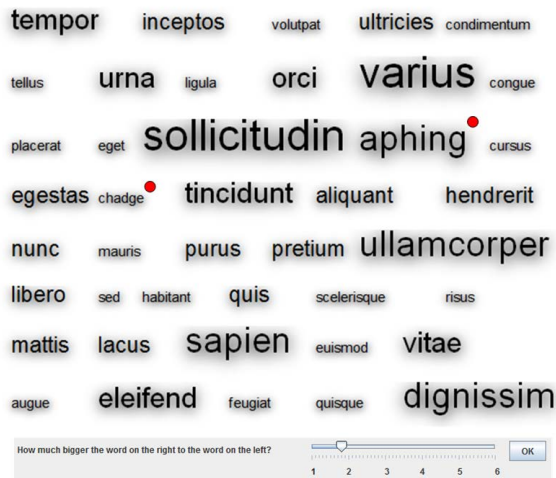 tempor inceptos volutpat ultricies condimentum
tellus urna ligula orci varius congue
placerat eget sollicitudin aphing cursus
egestas chadge tincidunt aliquant hendrerit
nunc mauris purus pretium ullamcorper
libero sed habitant quis scelerisque risus
mattis lacus sapien euismod vitae
augue eleifend feugiat quisque dignissim
How much bigger the word on the right to the word on the left? OK
1 2 3 4 5 6